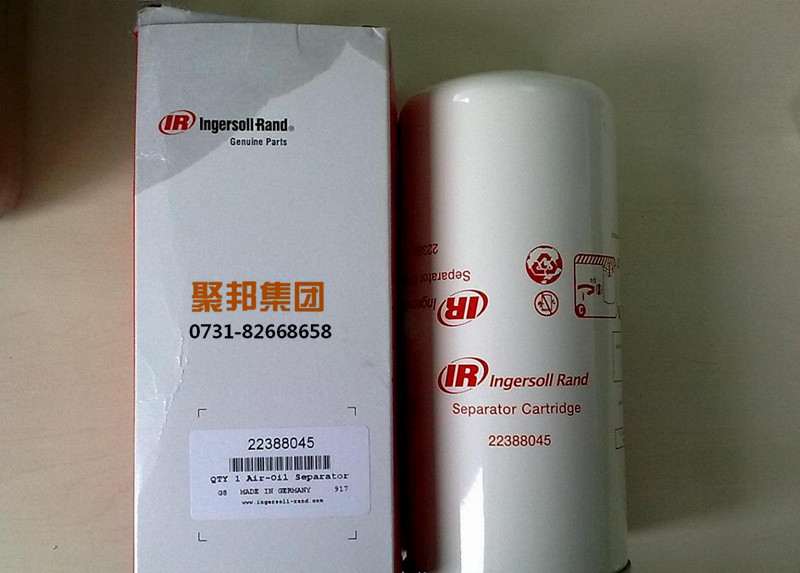 IR Ingersoll-Rand®
Genuine Parts
聚邦集团
0731-82668658
22388045
QTY 1 Air-Oil Separator
G8 MADE IN GERMANY 917
www.ingersoll-rand.com
IR
IR Ingersoll Rand
Separator Cartridge
22388045